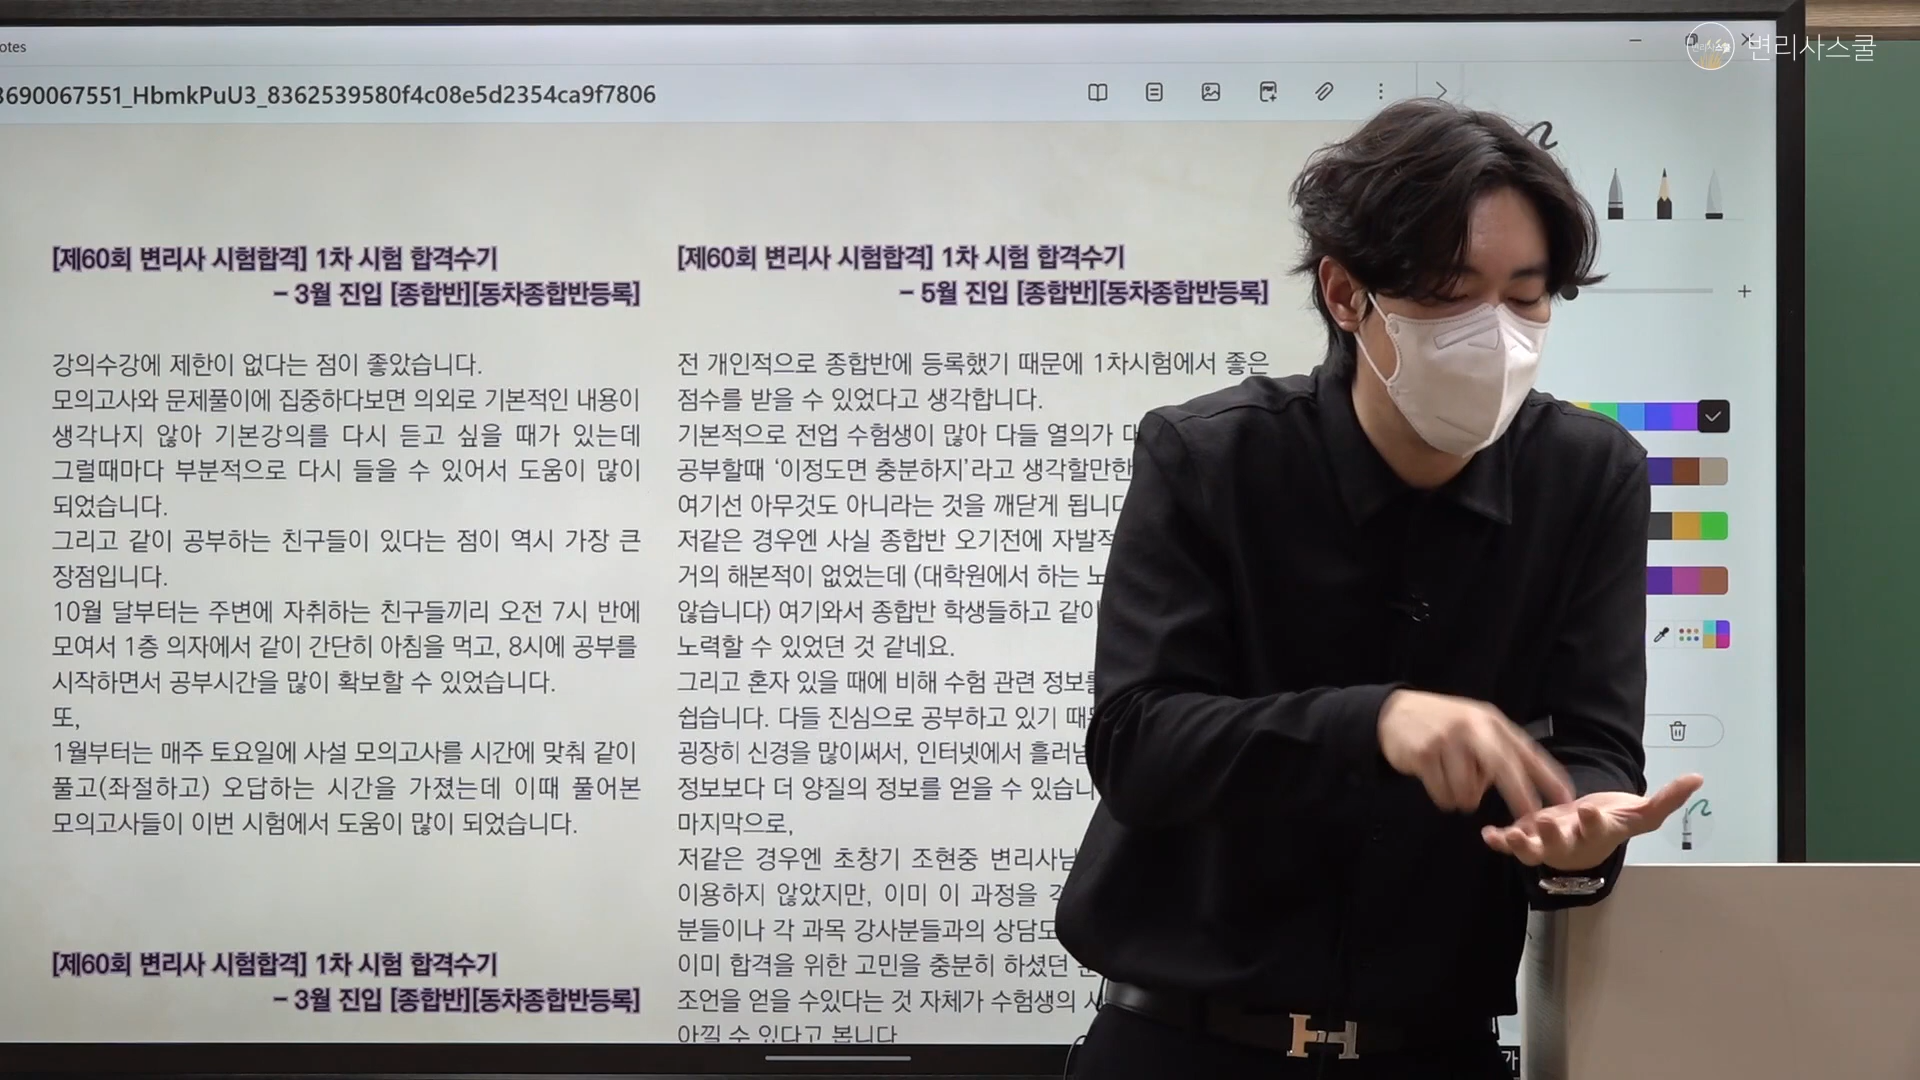 변리사스쿨
otes
3690067551_HbmkPuU3_8362539580f4c08e5d2354ca9f7806
[제60회 변리사 시험합격] 1차 시험 합격수기
- 3월 진입 [종합반][동차종합반등록]
강의수강에 제한이 없다는 점이 좋았습니다.
모의고사와 문제풀이에 집중하다보면 의외로 기본적인 내용이
생각나지 않아 기본강의를 다시 듣고 싶을 때가 있는데
그럴때마다 부분적으로 다시 들을 수 있어서 도움이 많이
되었습니다.
그리고 같이 공부하는 친구들이 있다는 점이 역시 가장 큰
장점입니다.
10월 달부터는 주변에 자취하는 친구들끼리 오전 7시 반에
모여서 1층 의자에서 같이 간단히 아침을 먹고, 8시에 공부를
시작하면서 공부시간을 많이 확보할 수 있었습니다.
또,
1월부터는 매주 토요일에 사설 모의고사를 시간에 맞춰 같이
풀고(좌절하고) 오답하는 시간을 가졌는데 이때 풀어본
모의고사들이 이번 시험에서 도움이 많이 되었습니다.
[제60회 변리사 시험합격] 1차 시험 합격수기
- 3월 진입 [종합반][동차종합반등록]
[제60회 변리사 시험합격] 1차 시험 합격수기
- 5월 진입 [종합반][동차종합반등록]
전 개인적으로 종합반에 등록했기 때문에 1차시험에서 좋은
점수를 받을 수 있었다고 생각합니다.
기본적으로 전업 수험생이 많아 다들 열의가
공부할때 ‘이정도면 충분하지’라고 생각할만한
여기선 아무것도 아니라는 것을 깨닫게 됩니다
저같은 경우엔 사실 종합반 오기전에
거의 해본적이 없었는데 (대학원에서 하는
않습니다) 여기와서 종합반 학생들하고 같이
노력할 수 있었던 것 같네요.
그리고 혼자 있을 때에 비해 수험 관련 정보를
쉽습니다. 다들 진심으로 공부하고 있기
굉장히 신경을 많이써서, 인터넷에서
정보보다 더 양질의 정보를 얻을 수
마지막으로,
저같은 경우엔 초창기 조현중 변리사님
이용하지 않았지만, 이미 이 과정을
분들이나 각 과목 강사분들과의 상담도
이미 합격을 위한 고민을 충분히 하셨던
조언을 얻을 수있다는 것 자체가 수험생의
아낄 수 있다고 봅니다